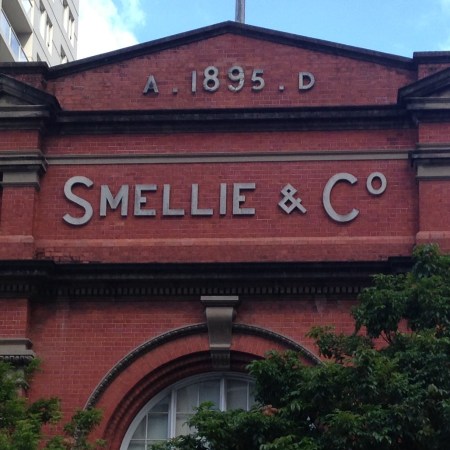 A . 1895 . D
SMELLIE & Cº